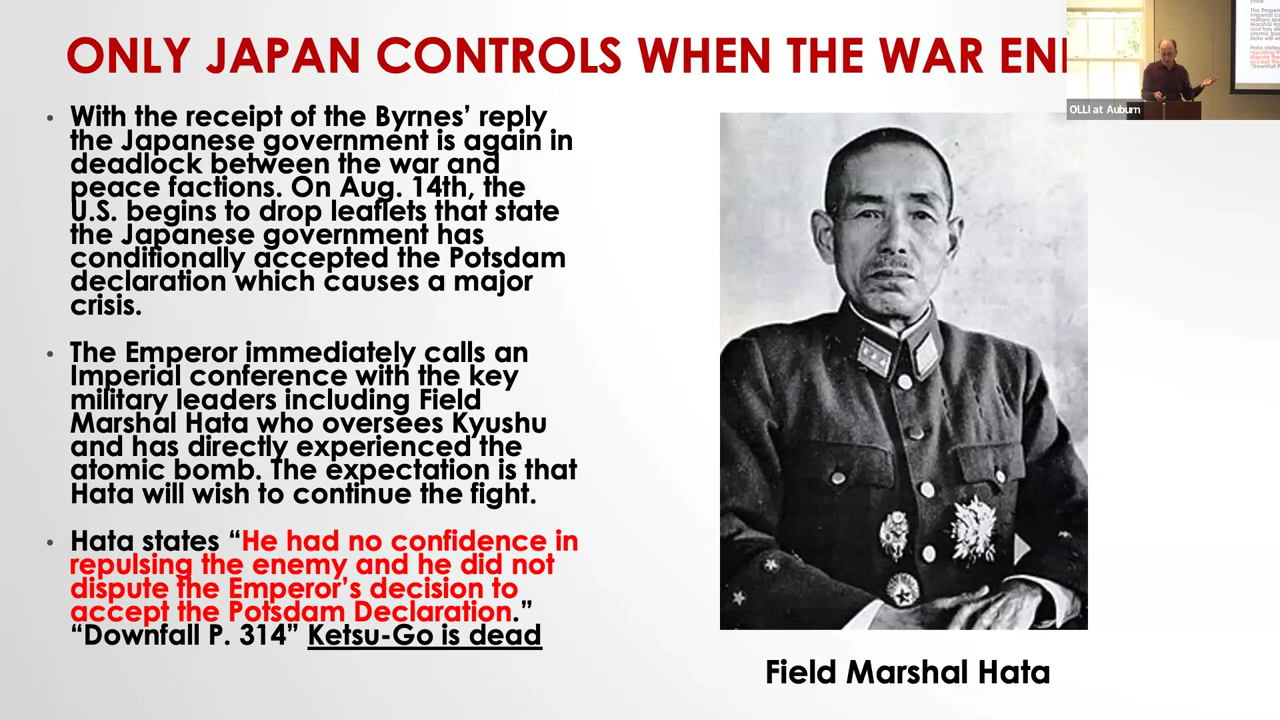 ONLY JAPAN CONTROLS WHEN THE WAR
• With the receipt of the Byrnes’ reply
the Japanese government is again in
deadlock between the war and
peace factions. On Aug. 14th, the
U.S. begins to drop leaflets that state
the Japanese government has
conditionally accepted the Potsdam
declaration which causes a major
crisis.
• The Emperor immediately calls an
Imperial conference with the key
military leaders including Field
Marshal Hata who oversees Kyushu
and has directly experienced the
atomic bomb. The expectation is that
Hata will wish to continue the fight.
• Hata states “He had no confidence in
repulsing the enemy and he did not
dispute the Emperor’s decision to
accept the Potsdam Declaration.”
“Downfall P. 314” Ketsu-Go is dead
Field Marshal Hata
OLLI at Auburn